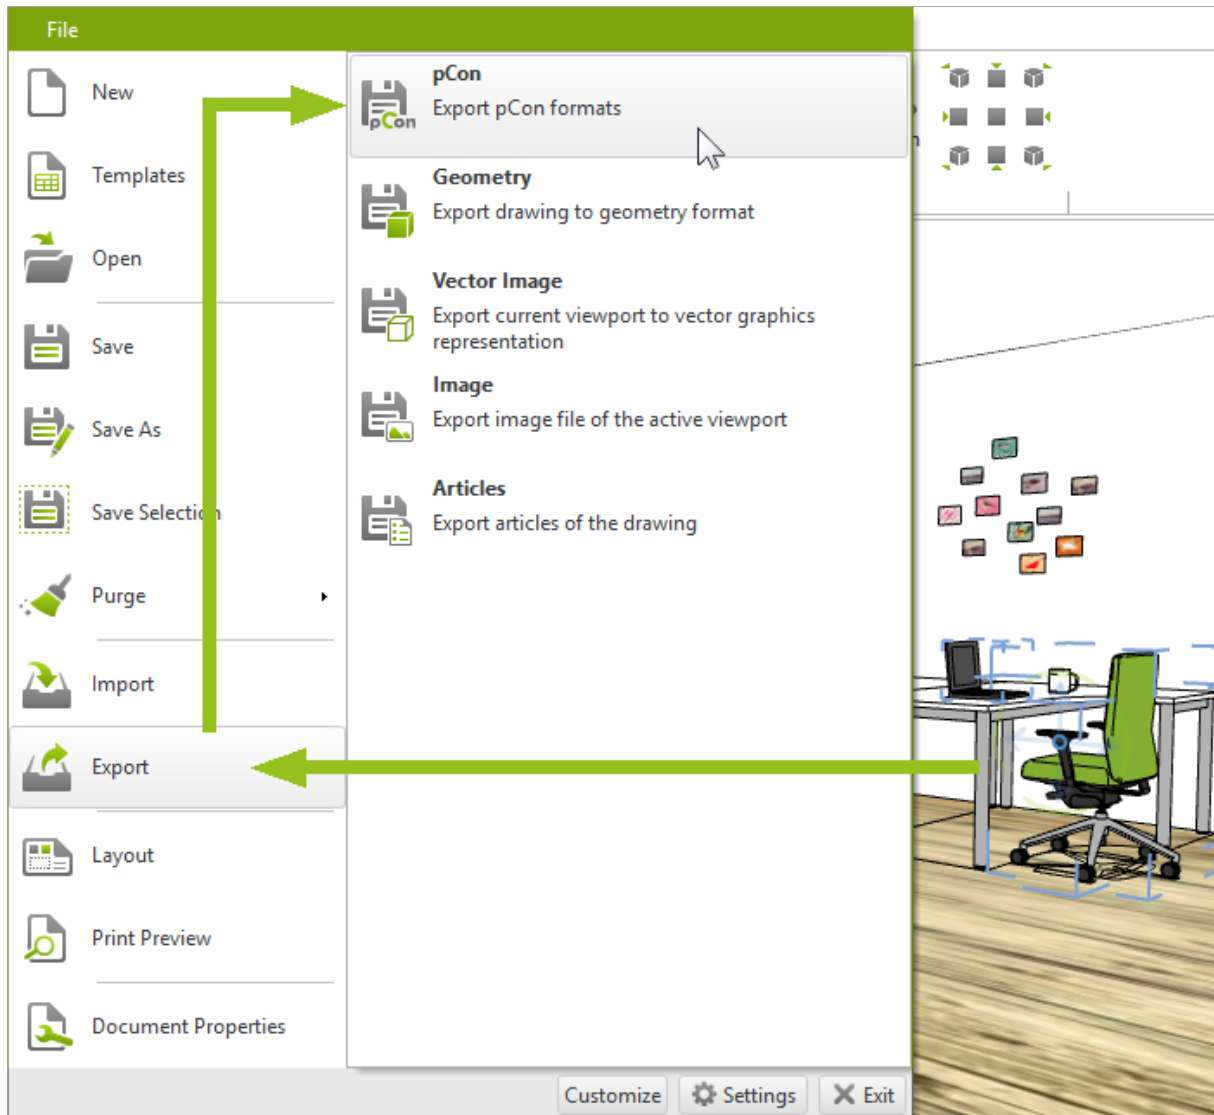 File
New
Templates
Open
Save
Save As
Save Selection
Purge
Import
Export
Layout
Print Preview
Document Properties
pCon
pCon
Export pCon formats
Geometry
Export drawing to geometry format
Vector Image
Export current viewport to vector graphics
representation
Image
Export image file of the active viewport
Articles
Export articles of the drawing
Customize
Settings
Exit